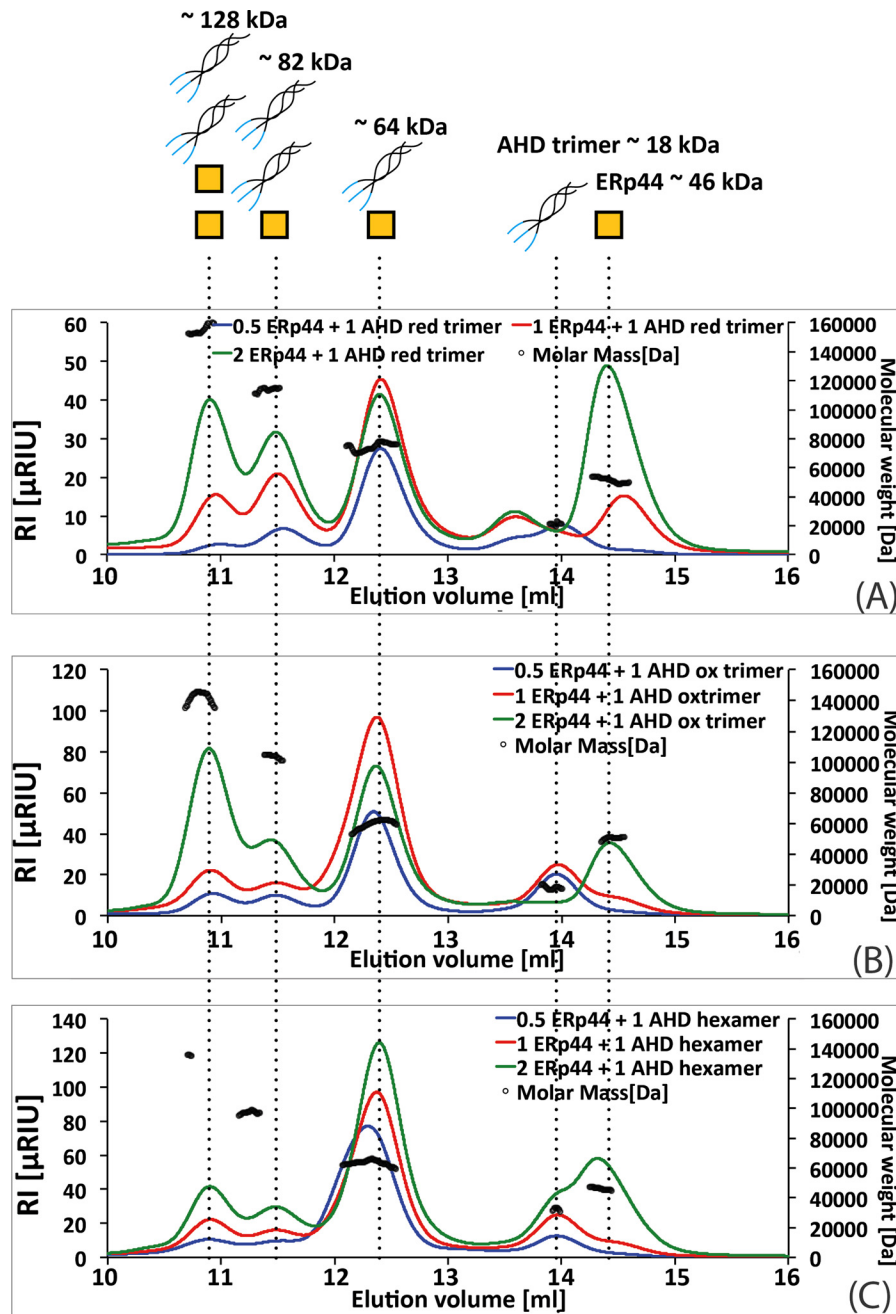 ~ 128 kDa
~ 82 kDa
~ 64 kDa
AHD trimer ~ 18 kDa
ERp44 ~ 46 kDa
60
50
40
30
20
10
0
RI [µRIU]
0.5 ERp44 + 1 AHD red trimer
1 ERp44 + 1 AHD red trimer
2 ERp44 + 1 AHD red trimer
Molar Mass[Da]
160000
140000
120000
100000
80000
60000
40000
20000
0
Molecular weight [Da]
10 11 12 13 14 15 16
Elution volume [ml]
(A)
120
100
80
60
40
20
0
RI [µRIU]
0.5 ERp44 + 1 AHD ox trimer
1 ERp44 + 1 AHD oxtrimer
2 ERp44 + 1 AHD ox trimer
Molar Mass[Da]
160000
140000
120000
100000
80000
60000
40000
20000
0
Molecular weight [Da]
10 11 12 13 14 15 16
Elution volume [ml]
(B)
140
120
100
80
60
40
20
0
RI [µRIU]
0.5 ERp44 + 1 AHD hexamer
1 ERp44 + 1 AHD hexamer
2 ERp44 + 1 AHD hexamer
Molar Mass[Da]
160000
140000
120000
100000
80000
60000
40000
20000
0
Molecular weight [Da]
10 11 12 13 14 15 16
Elution volume [ml]
(C)